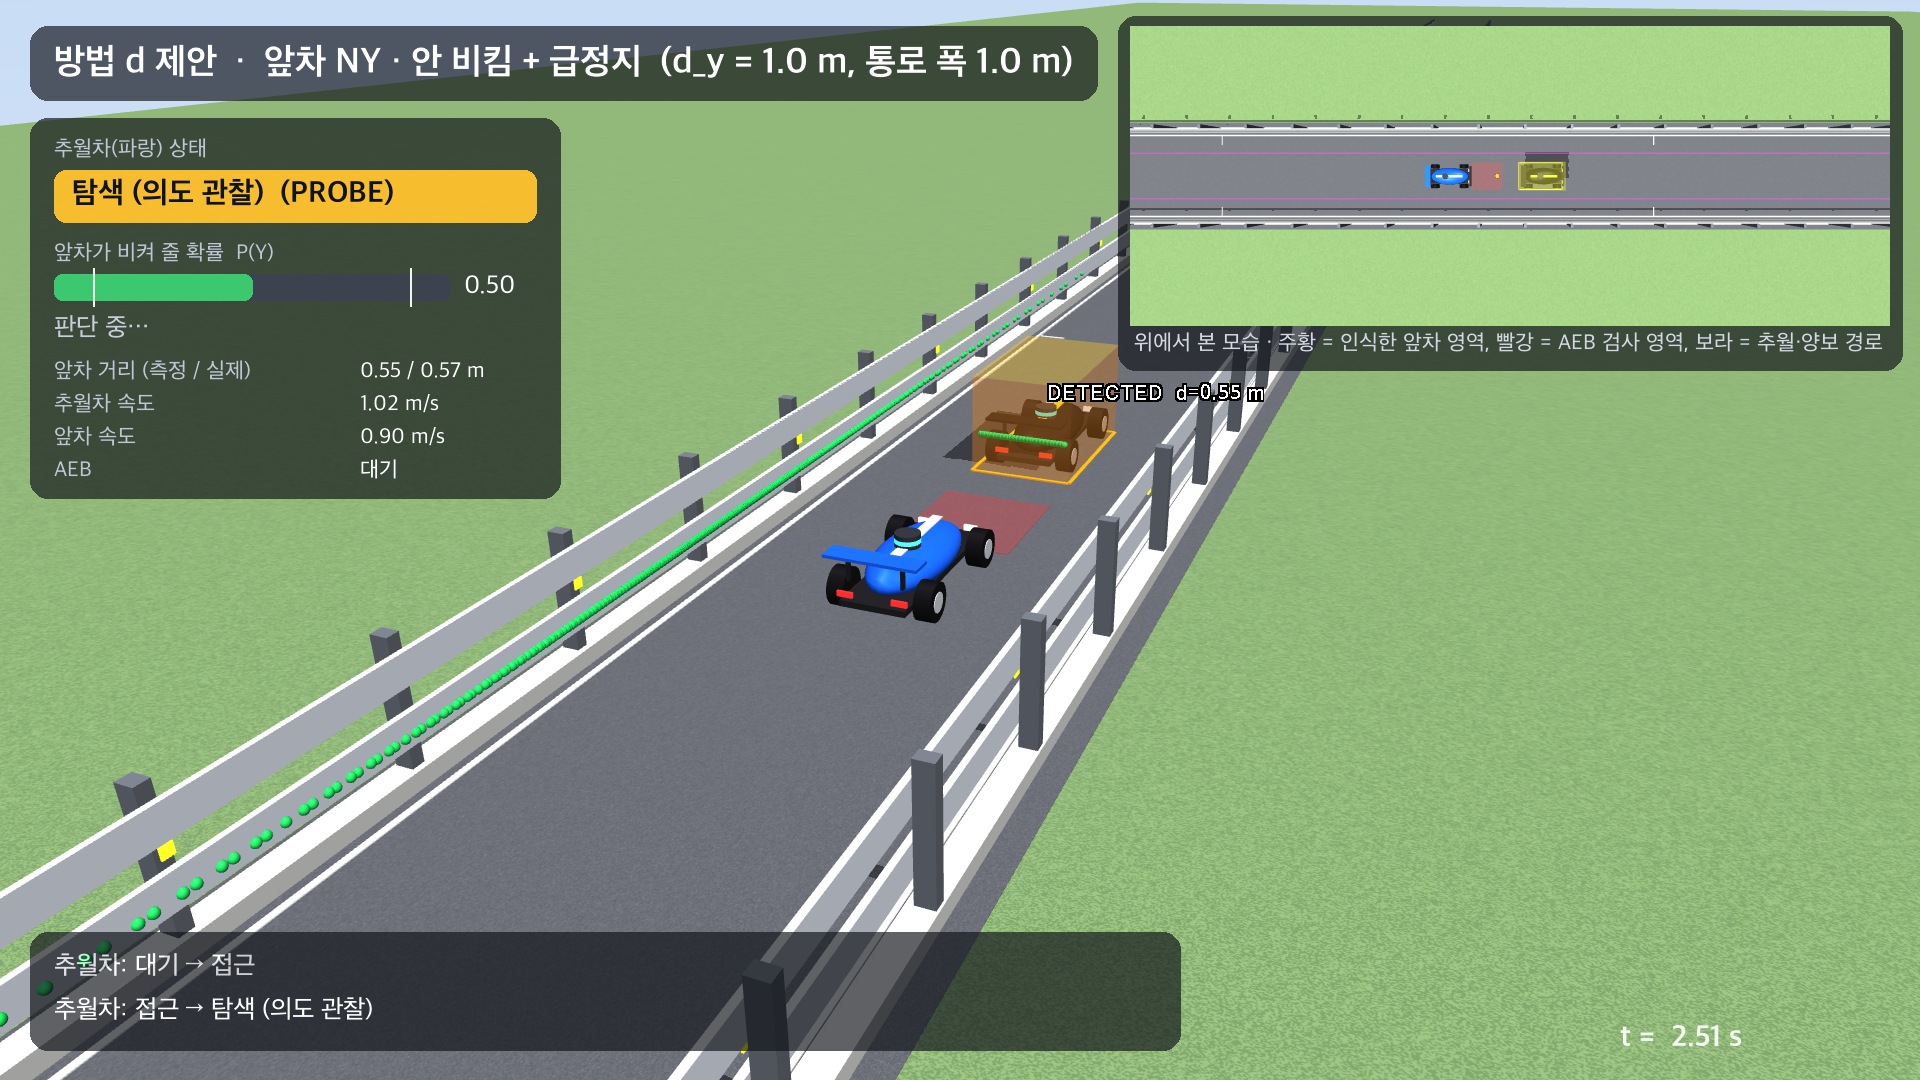 방법 d 제안 · 앞차 NY · 안 비킴 + 급정지 (d_y = 1.0 m, 통로 폭 1.0 m)
추월차(파랑) 상태
탐색 (의도 관찰) (PROBE)
앞차가 비켜 줄 확률 P(Y)
0.50
판단 중…
앞차 거리 (측정 / 실제) 0.55 / 0.57 m
추월차 속도 1.02 m/s
앞차 속도 0.90 m/s
AEB 대기
위에서 본 모습 · 주황 = 인식한 앞차 영역, 빨강 = AEB 검사 영역, 보라 = 추월·양보 경로
DETECTED d=0.55 m
추월차: 대기 → 접근
추월차: 접근 → 탐색 (의도 관찰)
t = 2.51 s